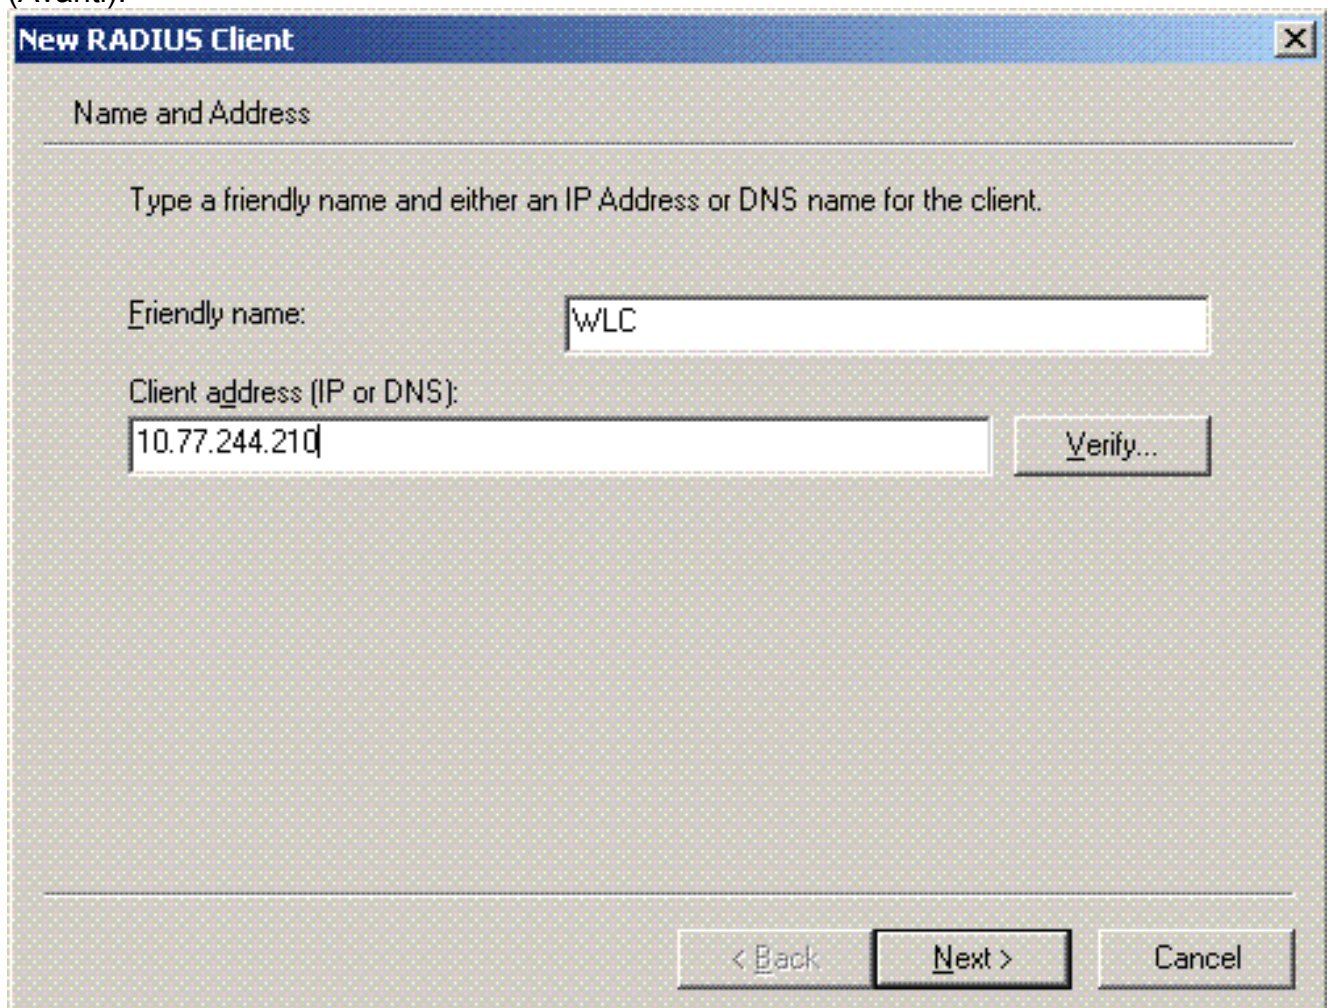 (Avanti).
New RADIUS Client
Name and Address
Type a friendly name and either an IP Address or DNS name for the client.
Friendly name:
WLC
Client address (IP or DNS):
10.77.244.210
Verify...
< Back
Next >
Cancel